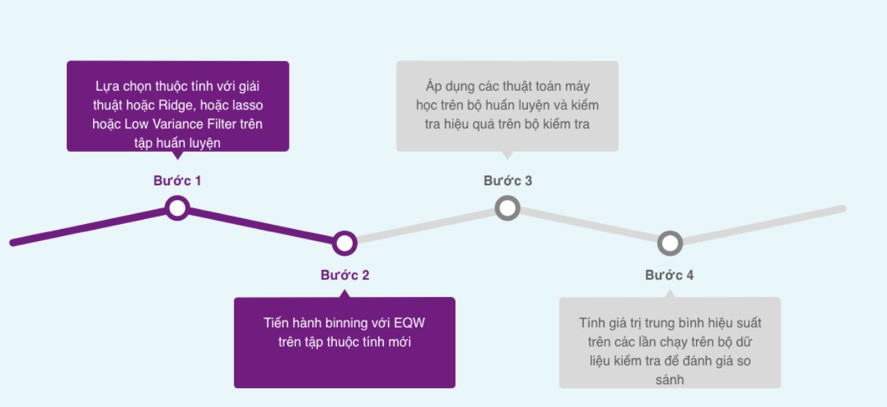 Lựa chọn thuộc tính với giải
thuật hoặc Ridge, hoặc lasso
hoặc Low Variance Filter trên
tập huấn luyện
Bước 1
Bước 2
Tiến hành binning với EQW
trên tập thuộc tính mới
Áp dụng các thuật toán máy
học trên bộ huấn luyện và kiểm
tra hiệu quả trên bộ kiểm tra
Bước 3
Bước 4
Tính giá trị trung bình hiệu suất
trên các lần chạy trên bộ dữ
liệu kiểm tra để đánh giá so
sánh